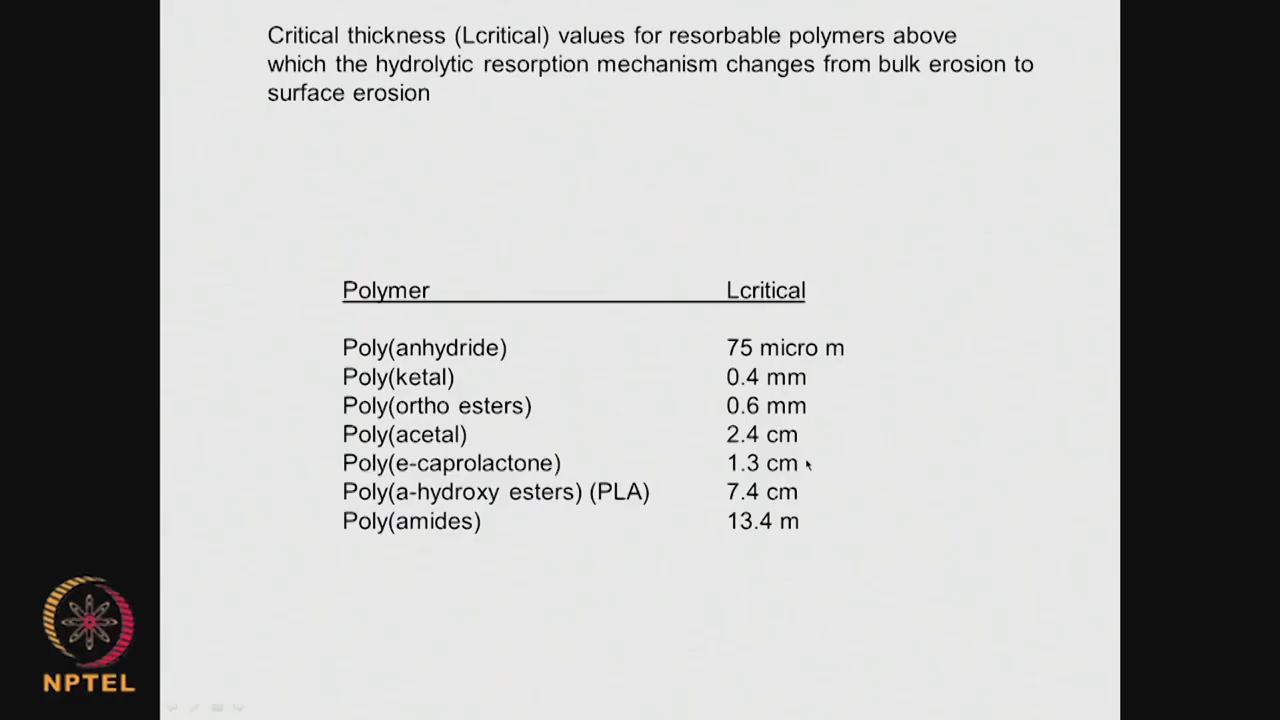 Critical thickness (Lcritical) values for resorbable polymers above
which the hydrolytic resorption mechanism changes from bulk erosion to
surface erosion
Polymer Lcritical
Poly(anhydride) 75 micro m
Poly(ketal) 0.4 mm
Poly(ortho esters) 0.6 mm
Poly(acetal) 2.4 cm
Poly(e-caprolactone) 1.3 cm
Poly(a-hydroxy esters) (PLA) 7.4 cm
Poly(amides) 13.4 m
NPTEL